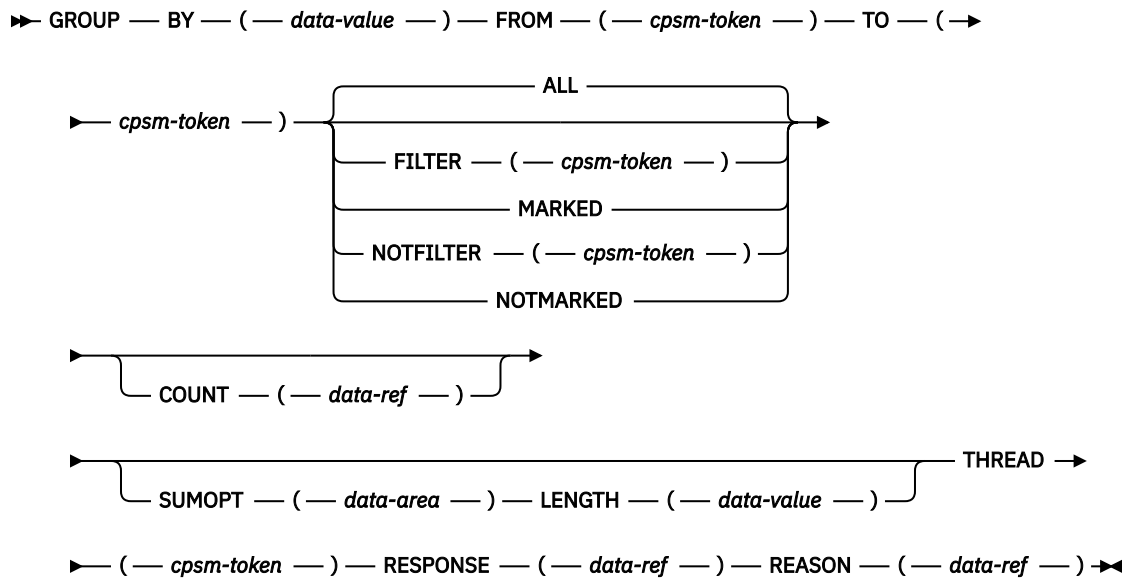 GROUP BY ( data-value ) FROM ( cpsm-token ) TO (
cpsm-token )
ALL
FILTER ( cpsm-token )
MARKED
NOTFILTER ( cpsm-token )
NOTMARKED
COUNT ( data-ref )
THREAD
SUMOPT ( data-area ) LENGTH ( data-value )
( cpsm-token ) RESPONSE ( data-ref ) REASON ( data-ref )